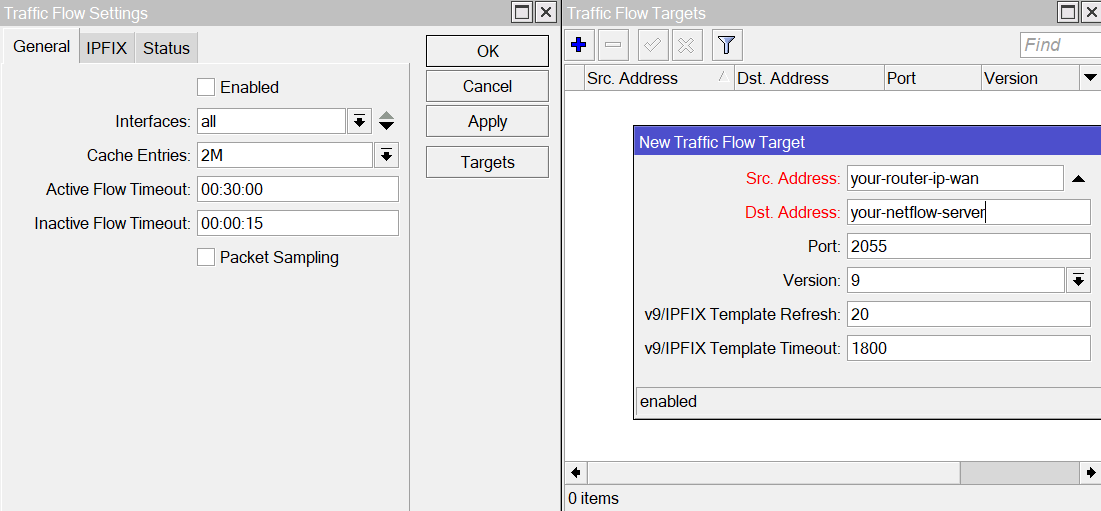 Traffic Flow Settings
General IPFIX Status
Enabled
Interfaces: all
Cache Entries: 2M
Active Flow Timeout: 00:30:00
Inactive Flow Timeout: 00:00:15
Packet Sampling
OK
Cancel
Apply
Targets
Traffic Flow Targets
Find
Src. Address Dst. Address Port Version
New Traffic Flow Target
Src. Address: your-router-ip-wan
Dst. Address: your-netflow-server
Port: 2055
Version: 9
v9/IPFIX Template Refresh: 20
v9/IPFIX Template Timeout: 1800
enabled
0 items